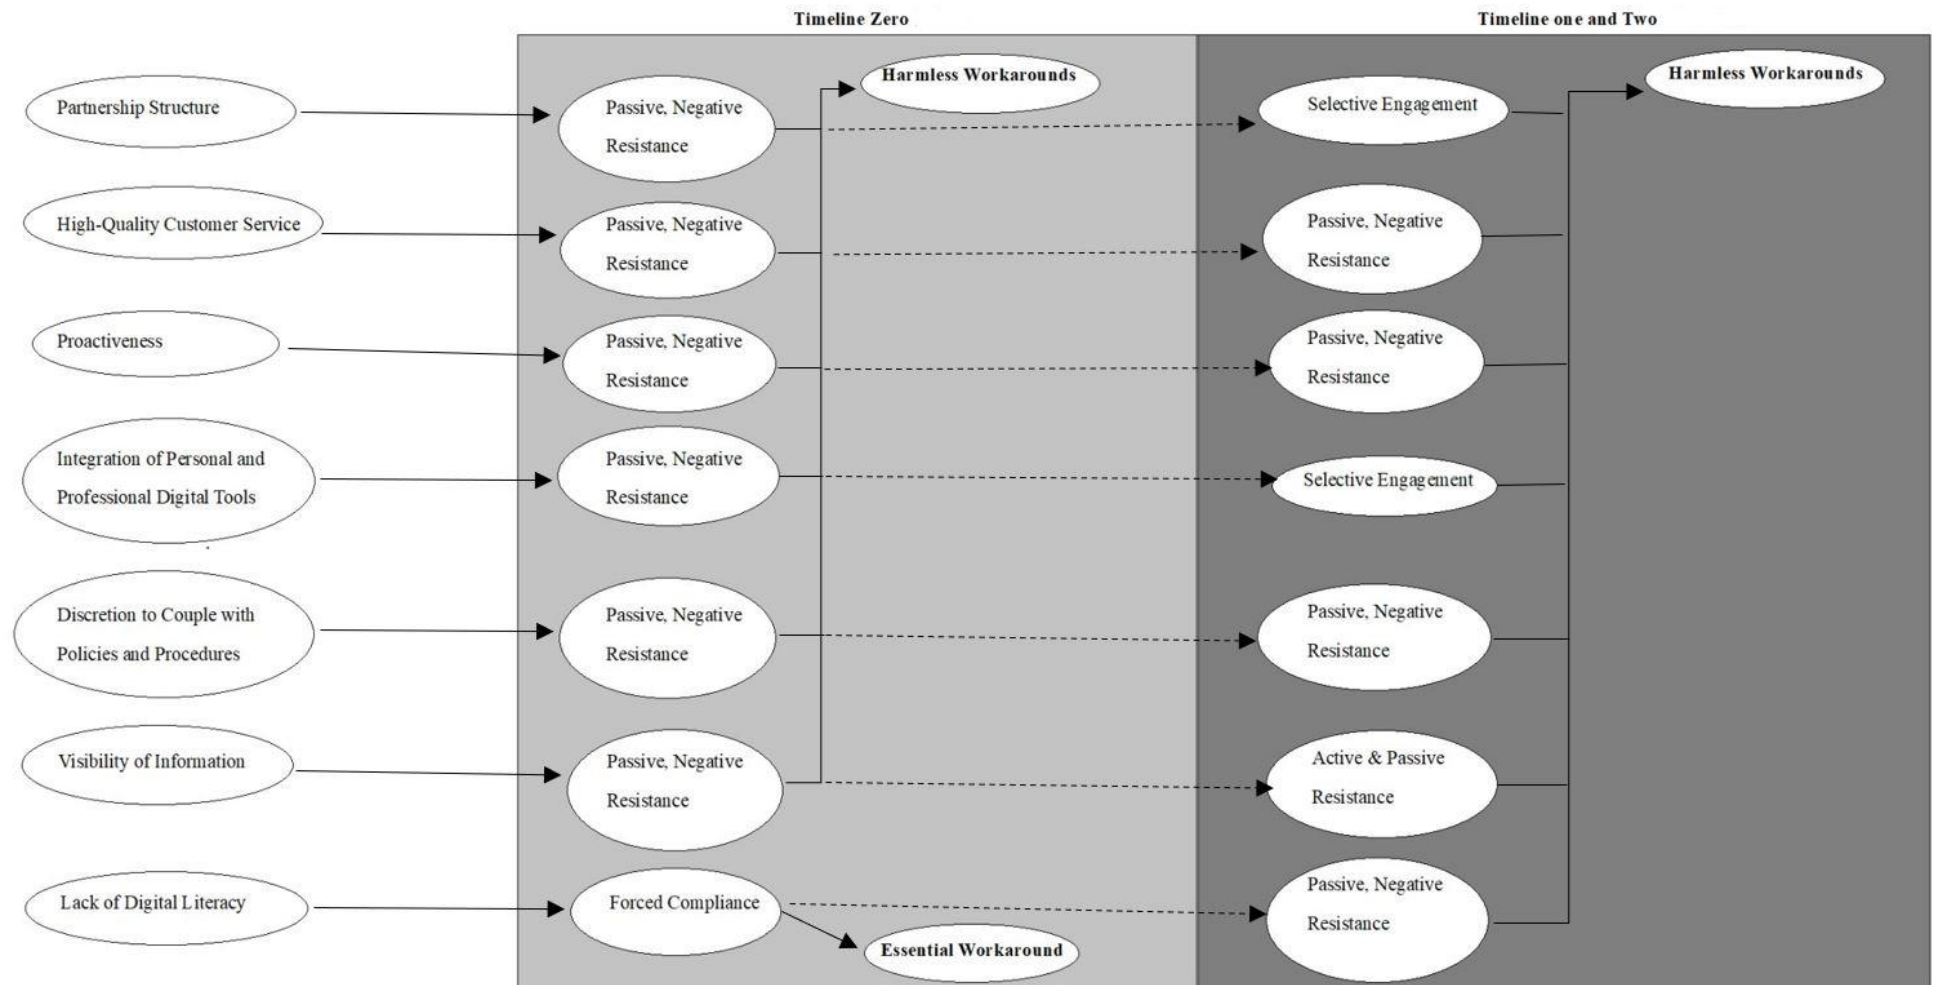 Timeline Zero
Timeline one and Two
Partnership Structure
Passive, Negative
Resistance
Harmless Workarounds
Selective Engagement
Harmless Workarounds
High-Quality Customer Service
Passive, Negative
Resistance
Passive, Negative
Resistance
Proactiveness
Passive, Negative
Resistance
Passive, Negative
Resistance
Integration of Personal and
Professional Digital Tools
Passive, Negative
Resistance
Selective Engagement
Discretion to Couple with
Policies and Procedures
Passive, Negative
Resistance
Passive, Negative
Resistance
Visibility of Information
Passive, Negative
Resistance
Active & Passive
Resistance
Lack of Digital Literacy
Forced Compliance
Essential Workaround
Passive, Negative
Resistance